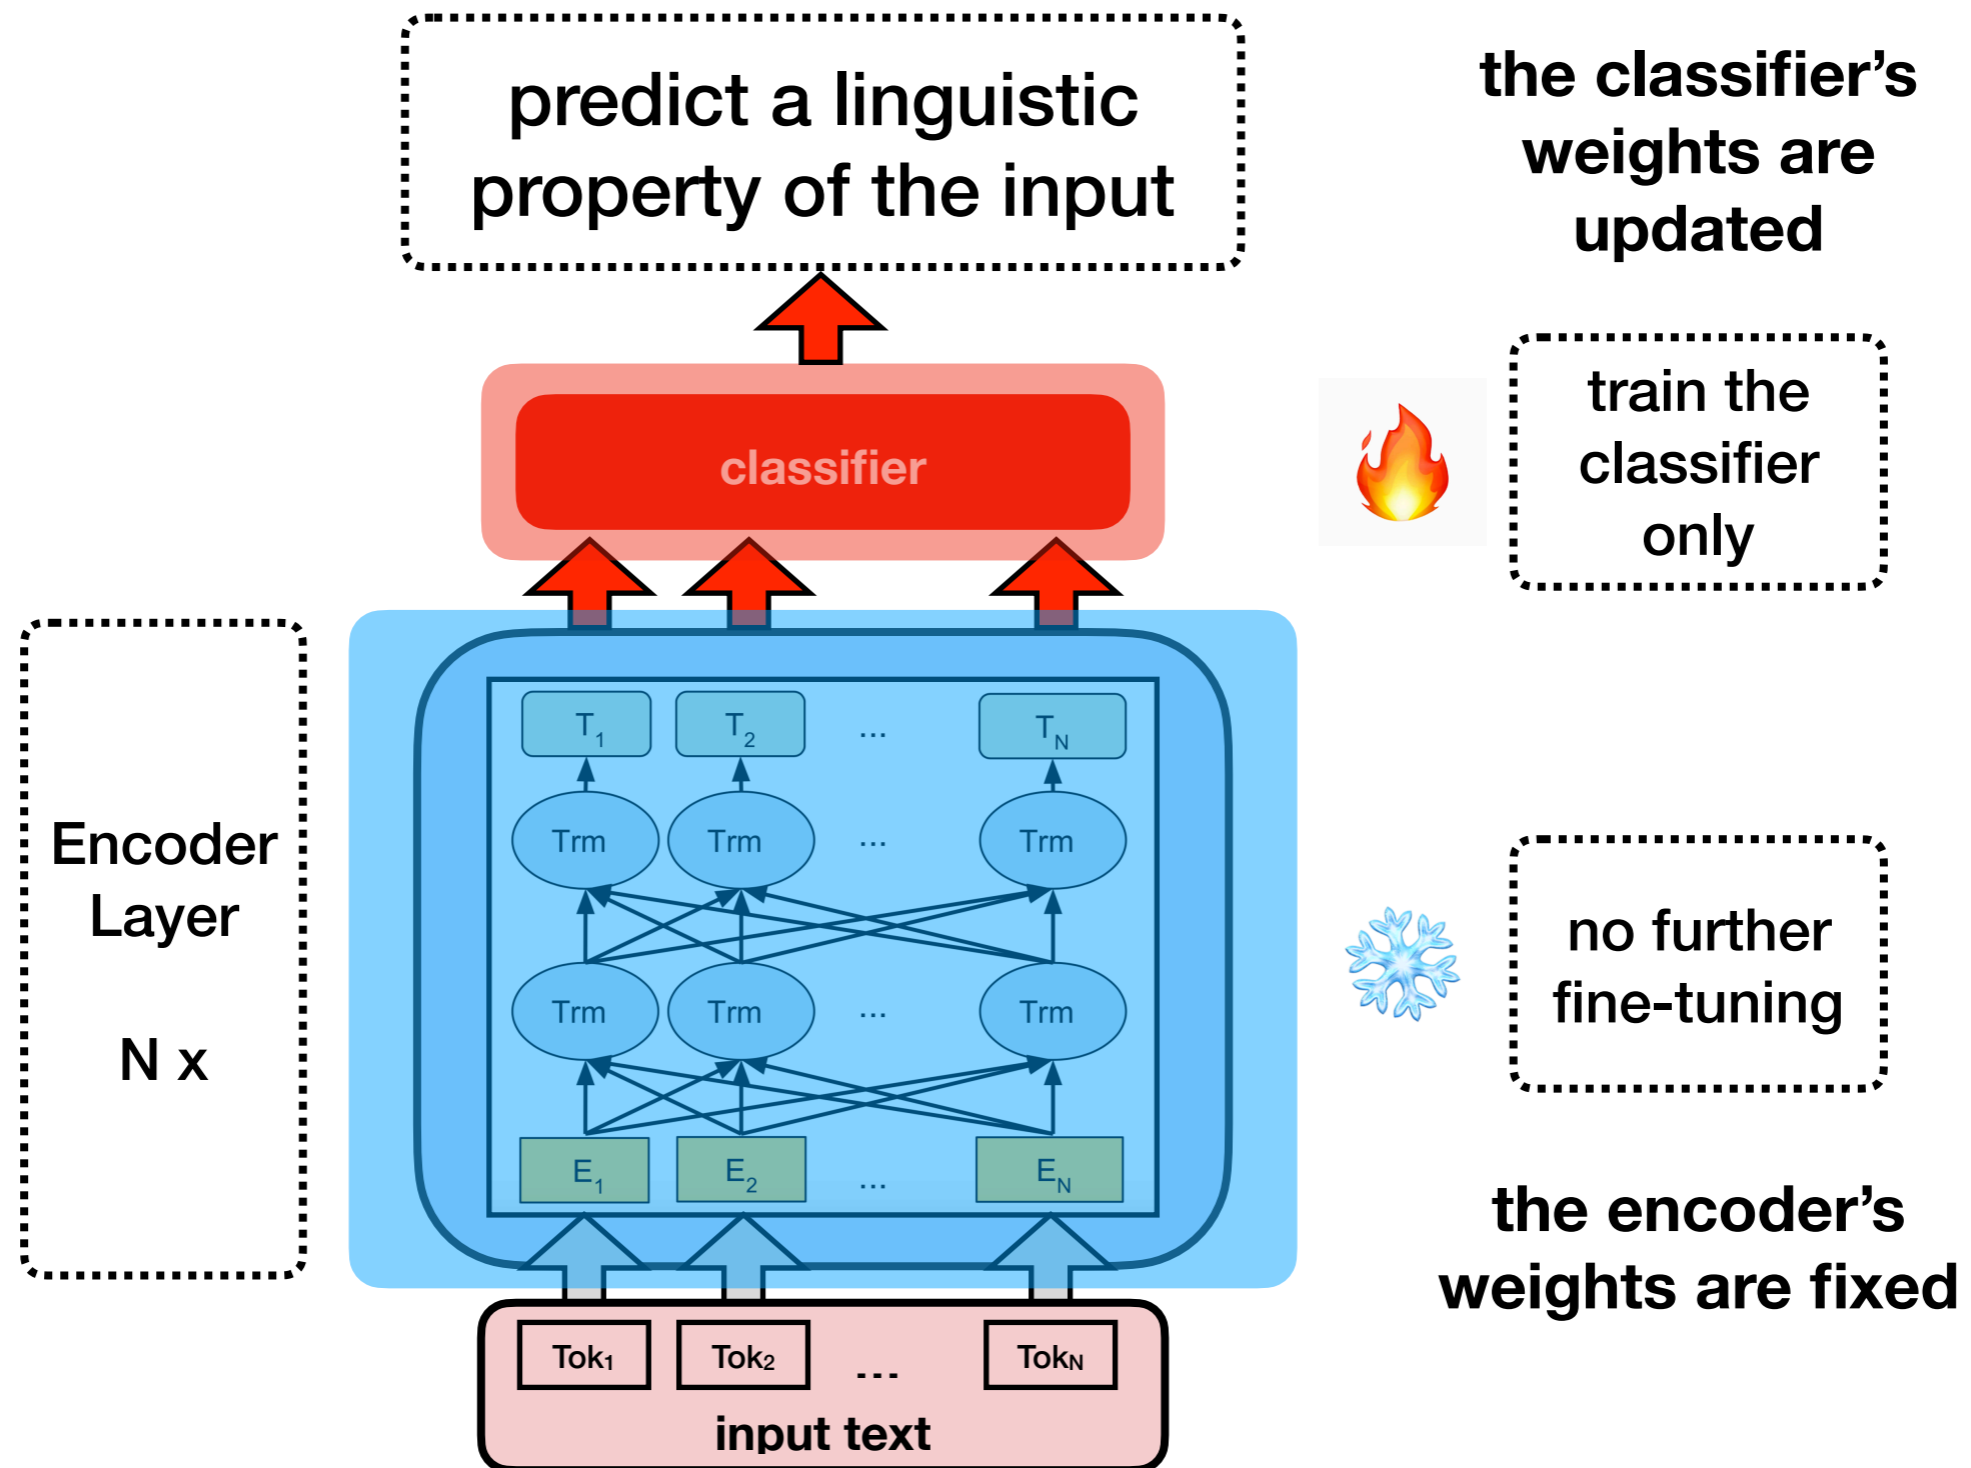 predict a linguistic
property of the input
the classifier’s
weights are
updated
classifier
train the
classifier
only
Encoder
Layer
N x
T1 T2 ... TN
Trm Trm ... Trm
Trm Trm ... Trm
E1 E2 ... EN
no further
fine-tuning
the encoder’s
weights are fixed
Tok1 Tok2 ... TokN
input text